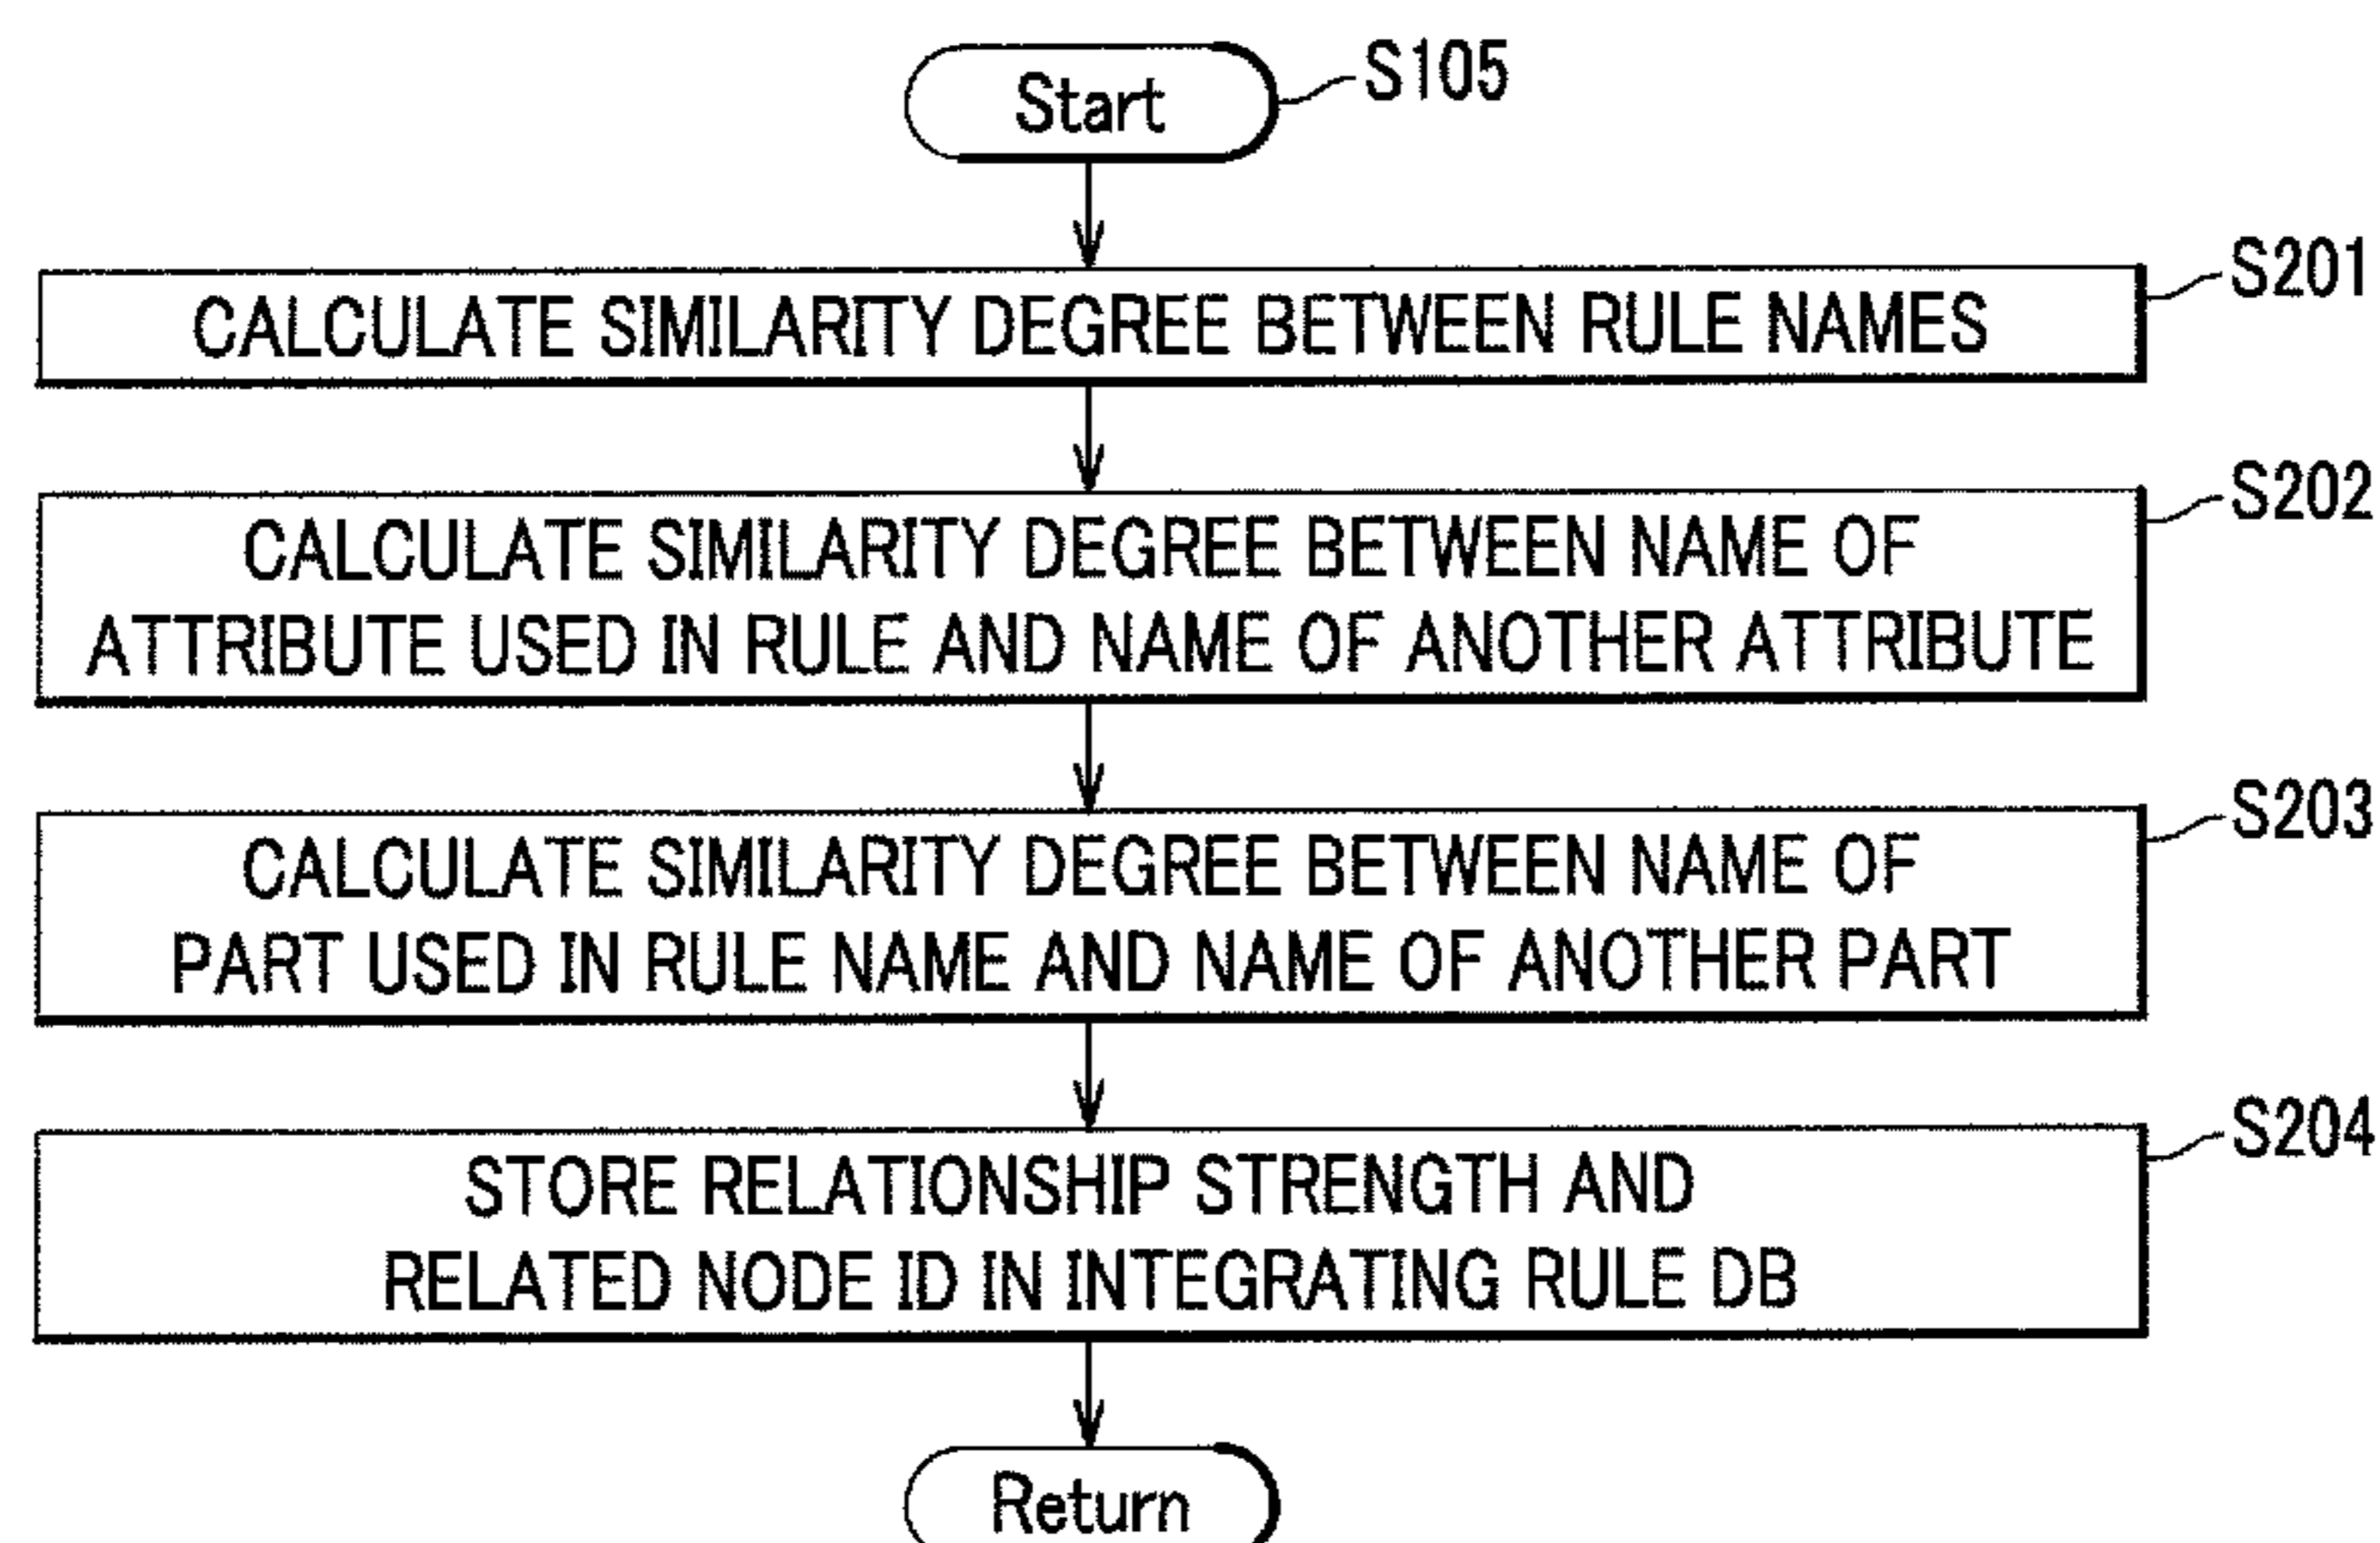 Start
S105
CALCULATE SIMILARITY DEGREE BETWEEN RULE NAMES
S201
CALCULATE SIMILARITY DEGREE BETWEEN NAME OF
ATTRIBUTE USED IN RULE AND NAME OF ANOTHER ATTRIBUTE
S202
CALCULATE SIMILARITY DEGREE BETWEEN NAME OF
PART USED IN RULE NAME AND NAME OF ANOTHER PART
S203
STORE RELATIONSHIP STRENGTH AND
RELATED NODE ID IN INTEGRATING RULE DB
S204
Return